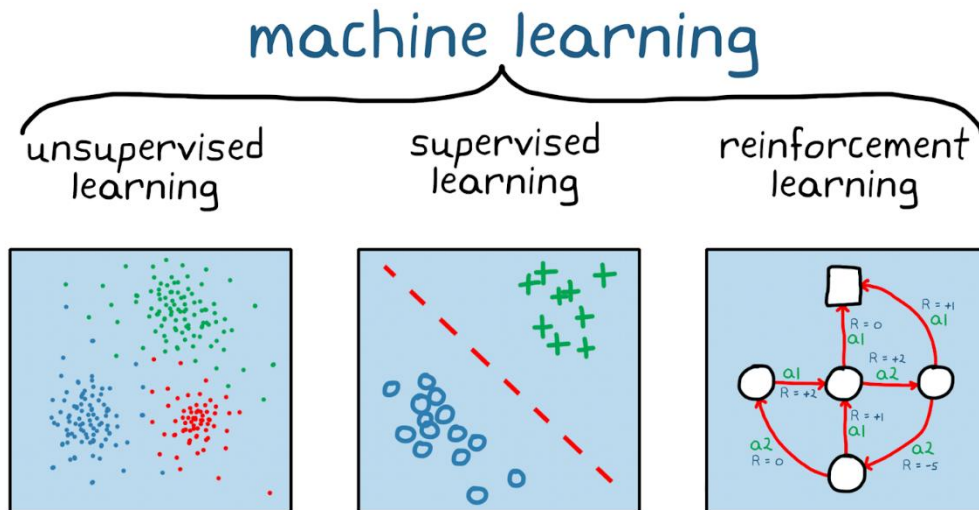 machine learning
unsupervised
learning
supervised
learning
reinforcement
learning
R = 0
a1
R = +1
a1
a1
R = +2
R = +2
a2
R = +1
a1
a2
R = 0
a2
R = -5